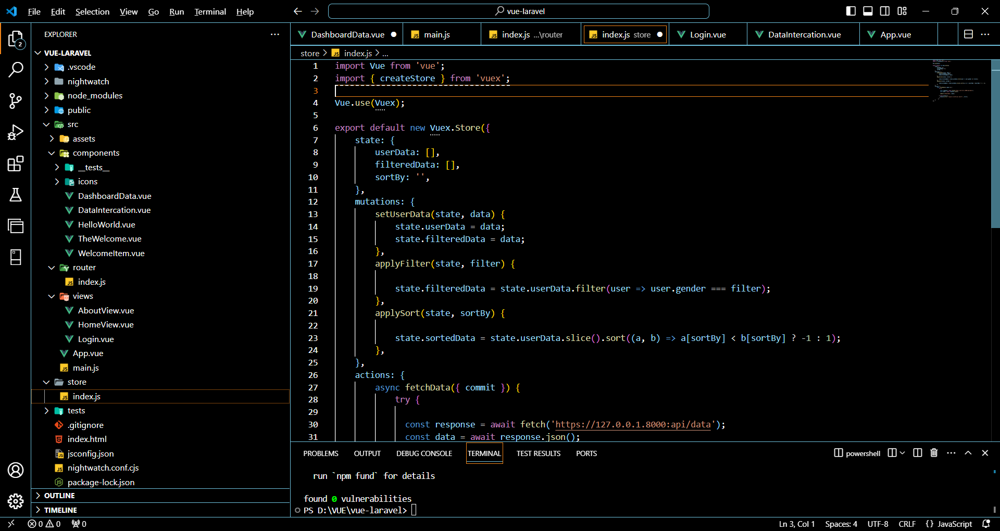 File Edit Selection View Go Run Terminal Help
vue-laravel
EXPLORER
2
VUE-LARAVEL
.vscode
nightwatch
node_modules
public
src
assets
components
__tests__
icons
DashboardData.vue
DataIntercation.vue
HelloWorld.vue
TheWelcome.vue
WelcomeItem.vue
router
index.js
views
AboutView.vue
HomeView.vue
Login.vue
App.vue
main.js
store
index.js
tests
.gitignore
index.html
jsconfig.json
nightwatch.conf.cjs
package-lock.json
OUTLINE
TIMELINE
DashboardData.vue main.js index.js ...\router index.js store Login.vue DataIntercation.vue App.vue
store > index.js > ...
1 import Vue from 'vue';
2 import { createStore } from 'vuex';
3
4 Vue.use(Vuex);
5
6 export default new Vuex.Store({
7 state: {
8 userData: [],
9 filteredData: [],
10 sortBy: '',
11 },
12 mutations: {
13 setUserData(state, data) {
14 state.userData = data;
15 state.filteredData = data;
16 },
17 applyFilter(state, filter) {
18
19 state.filteredData = state.userData.filter(user => user.gender === filter);
20 },
21 applySort(state, sortBy) {
22
23 state.sortedData = state.userData.slice().sort((a, b) => a[sortBy] < b[sortBy] ? -1 : 1);
24 },
25 },
26 actions: {
27 async fetchData({ commit }) {
28 try {
29
30 const response = await fetch('https://127.0.0.1.8000:api/data');
31 const data = await response.json();
PROBLEMS OUTPUT DEBUG CONSOLE TERMINAL TEST RESULTS PORTS
powershell
run `npm fund` for details
found 0 vulnerabilities
PS D:\VUE\vue-laravel>
0 0 0
Ln 3, Col 1 Spaces: 4 UTF-8 CRLF {} JavaScript